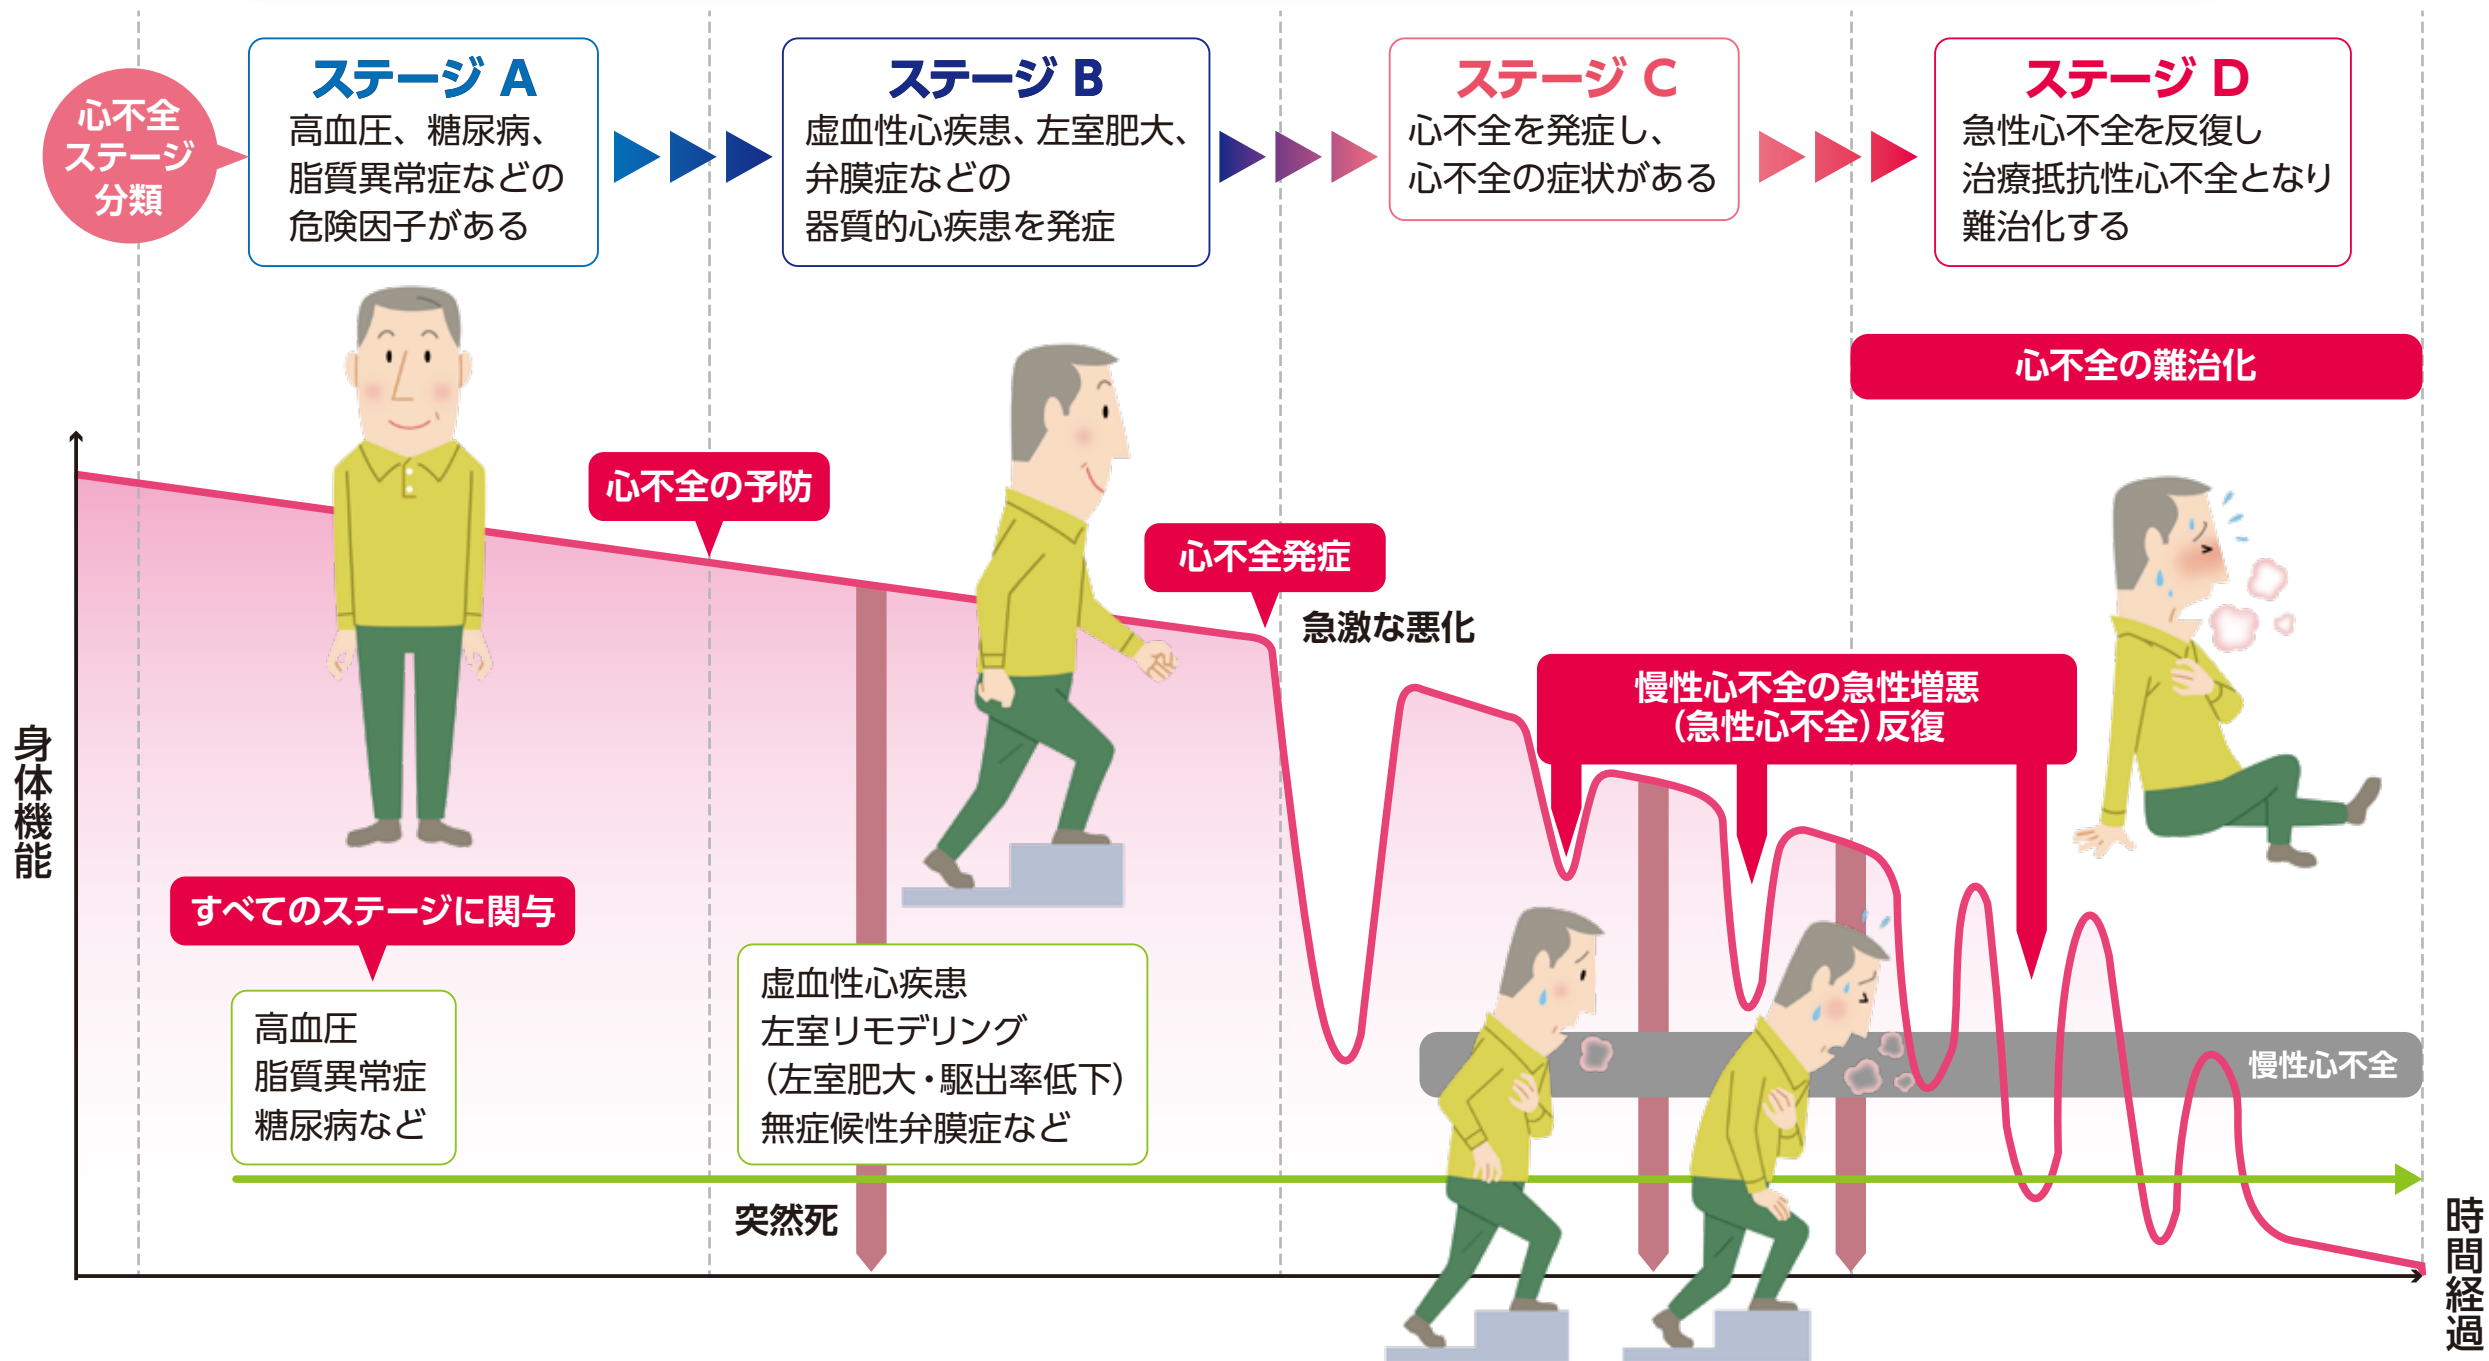 心不全
ステージ
分類
ステージ A
高血圧、糖尿病、
脂質異常症などの
危険因子がある
ステージ B
虚血性心疾患、左室肥大、
弁膜症などの
器質的心疾患を発症
ステージ C
心不全を発症し、
心不全の症状がある
ステージ D
急性心不全を反復し
治療抵抗性心不全となり
難治化する
心不全の難治化
心不全の予防
心不全発症
急激な悪化
慢性心不全の急性増悪
(急性心不全)反復
身体機能
すべてのステージに関与
高血圧
脂質異常症
糖尿病など
虚血性心疾患
左室リモデリング
(左室肥大・駆出率低下)
無症候性弁膜症など
慢性心不全
突然死
時間経過